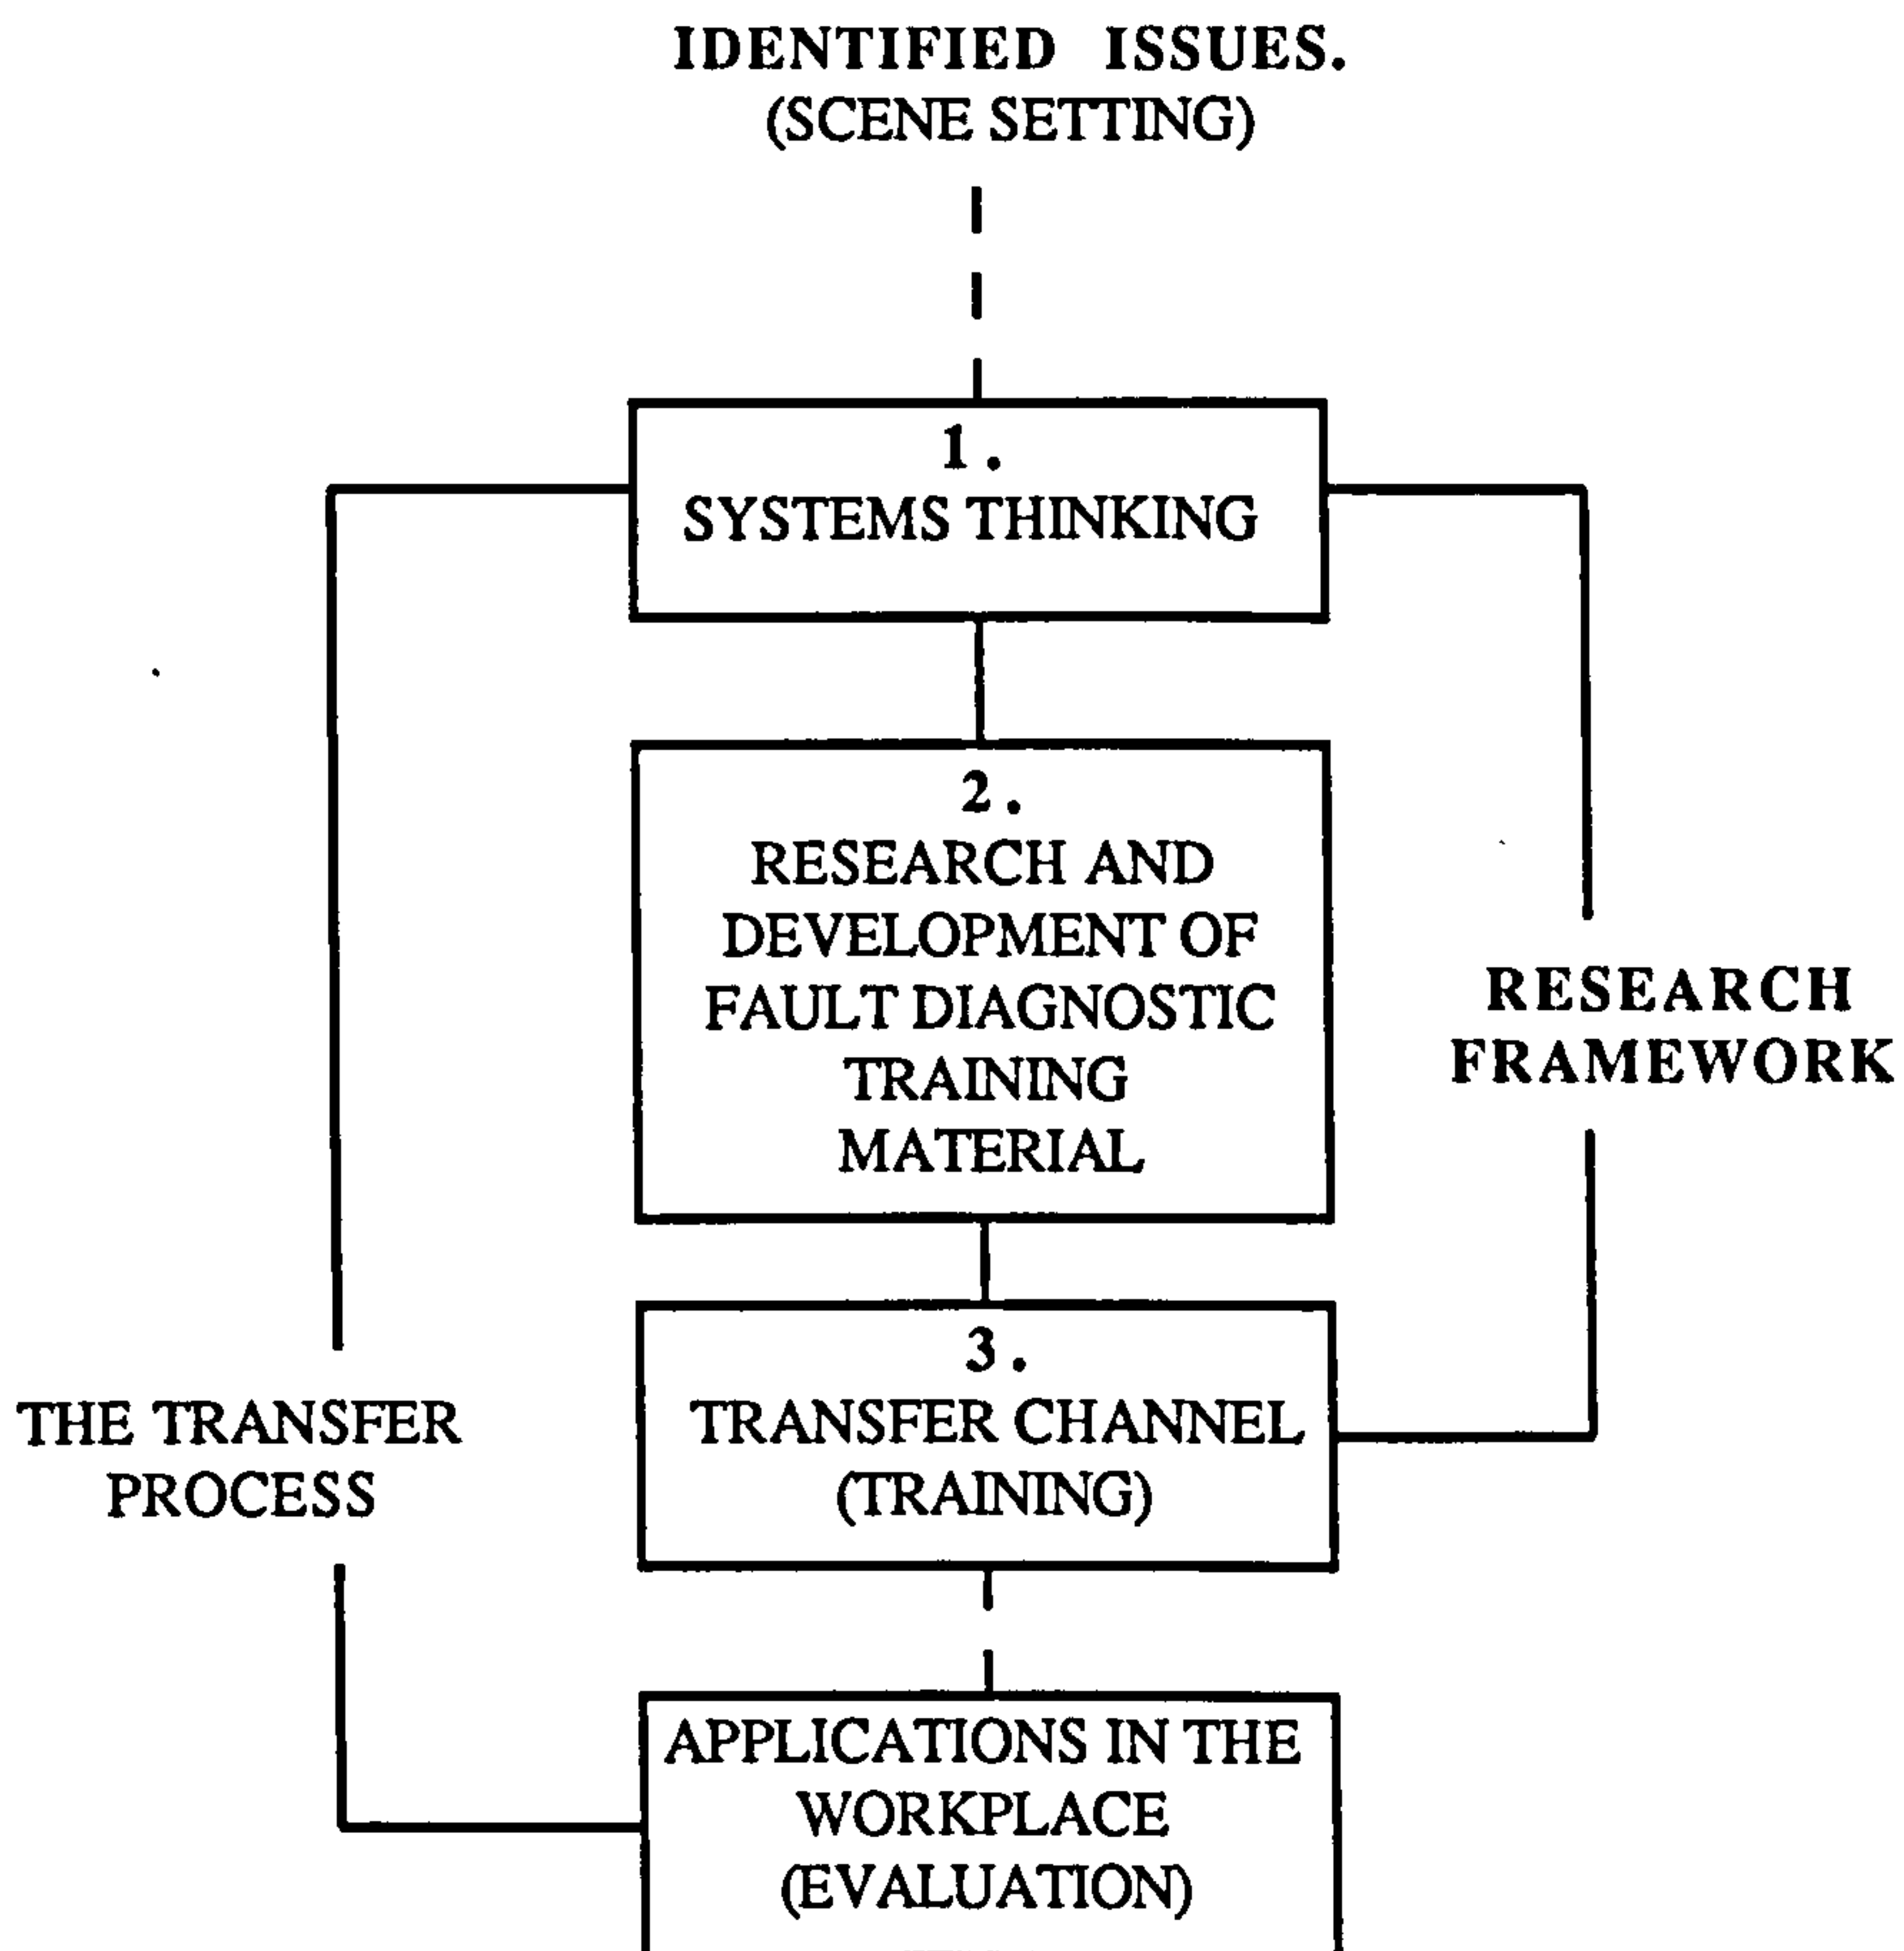 IDENTIFIED ISSUES.
(SCENE SETTING)
1.
SYSTEMS THINKING
2.
RESEARCH AND
DEVELOPMENT OF
FAULT DIAGNOSTIC
TRAINING
MATERIAL
RESEARCH
FRAMEWORK
3.
TRANSFER CHANNEL
(TRAINING)
THE TRANSFER
PROCESS
APPLICATIONS IN THE
WORKPLACE
(EVALUATION)